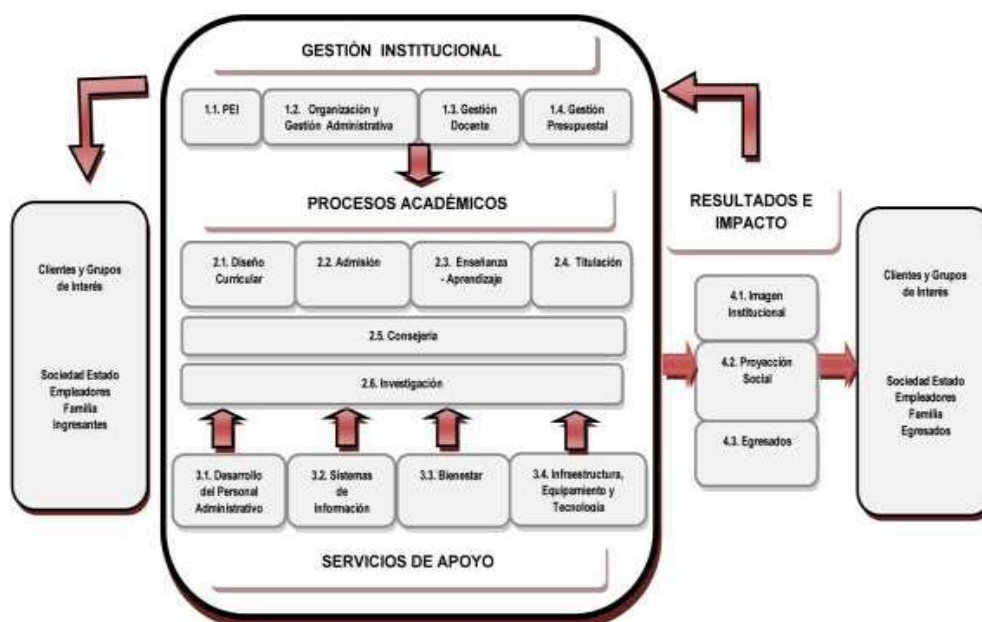 GESTIÓN INSTITUCIONAL
1.1. PEI
1.2. Organización y
Gestión Administrativa
1.3. Gestión
Docente
1.4. Gestión
Presupuestal
PROCESOS ACADÉMICOS
2.1. Diseño
Curricular
2.2. Admisión
2.3. Enseñanza
- Aprendizaje
2.4. Titulación
2.5. Consejería
2.6. Investigación
3.1. Desarrollo
del Personal
Administrativo
3.2. Sistemas
de
Información
3.3. Bienestar
3.4. Infraestructura,
Equipamiento y
Tecnología
SERVICIOS DE APOYO
Clientes y Grupos
de Interés
Sociedad Estado
Empleadores
Familia
Ingresantes
RESULTADOS E
IMPACTO
4.1. Imagen
Institucional
4.2. Proyección
Social
4.3. Egresados
Clientes y Grupos
de Interés
Sociedad Estado
Empleadores
Familia
Egresados